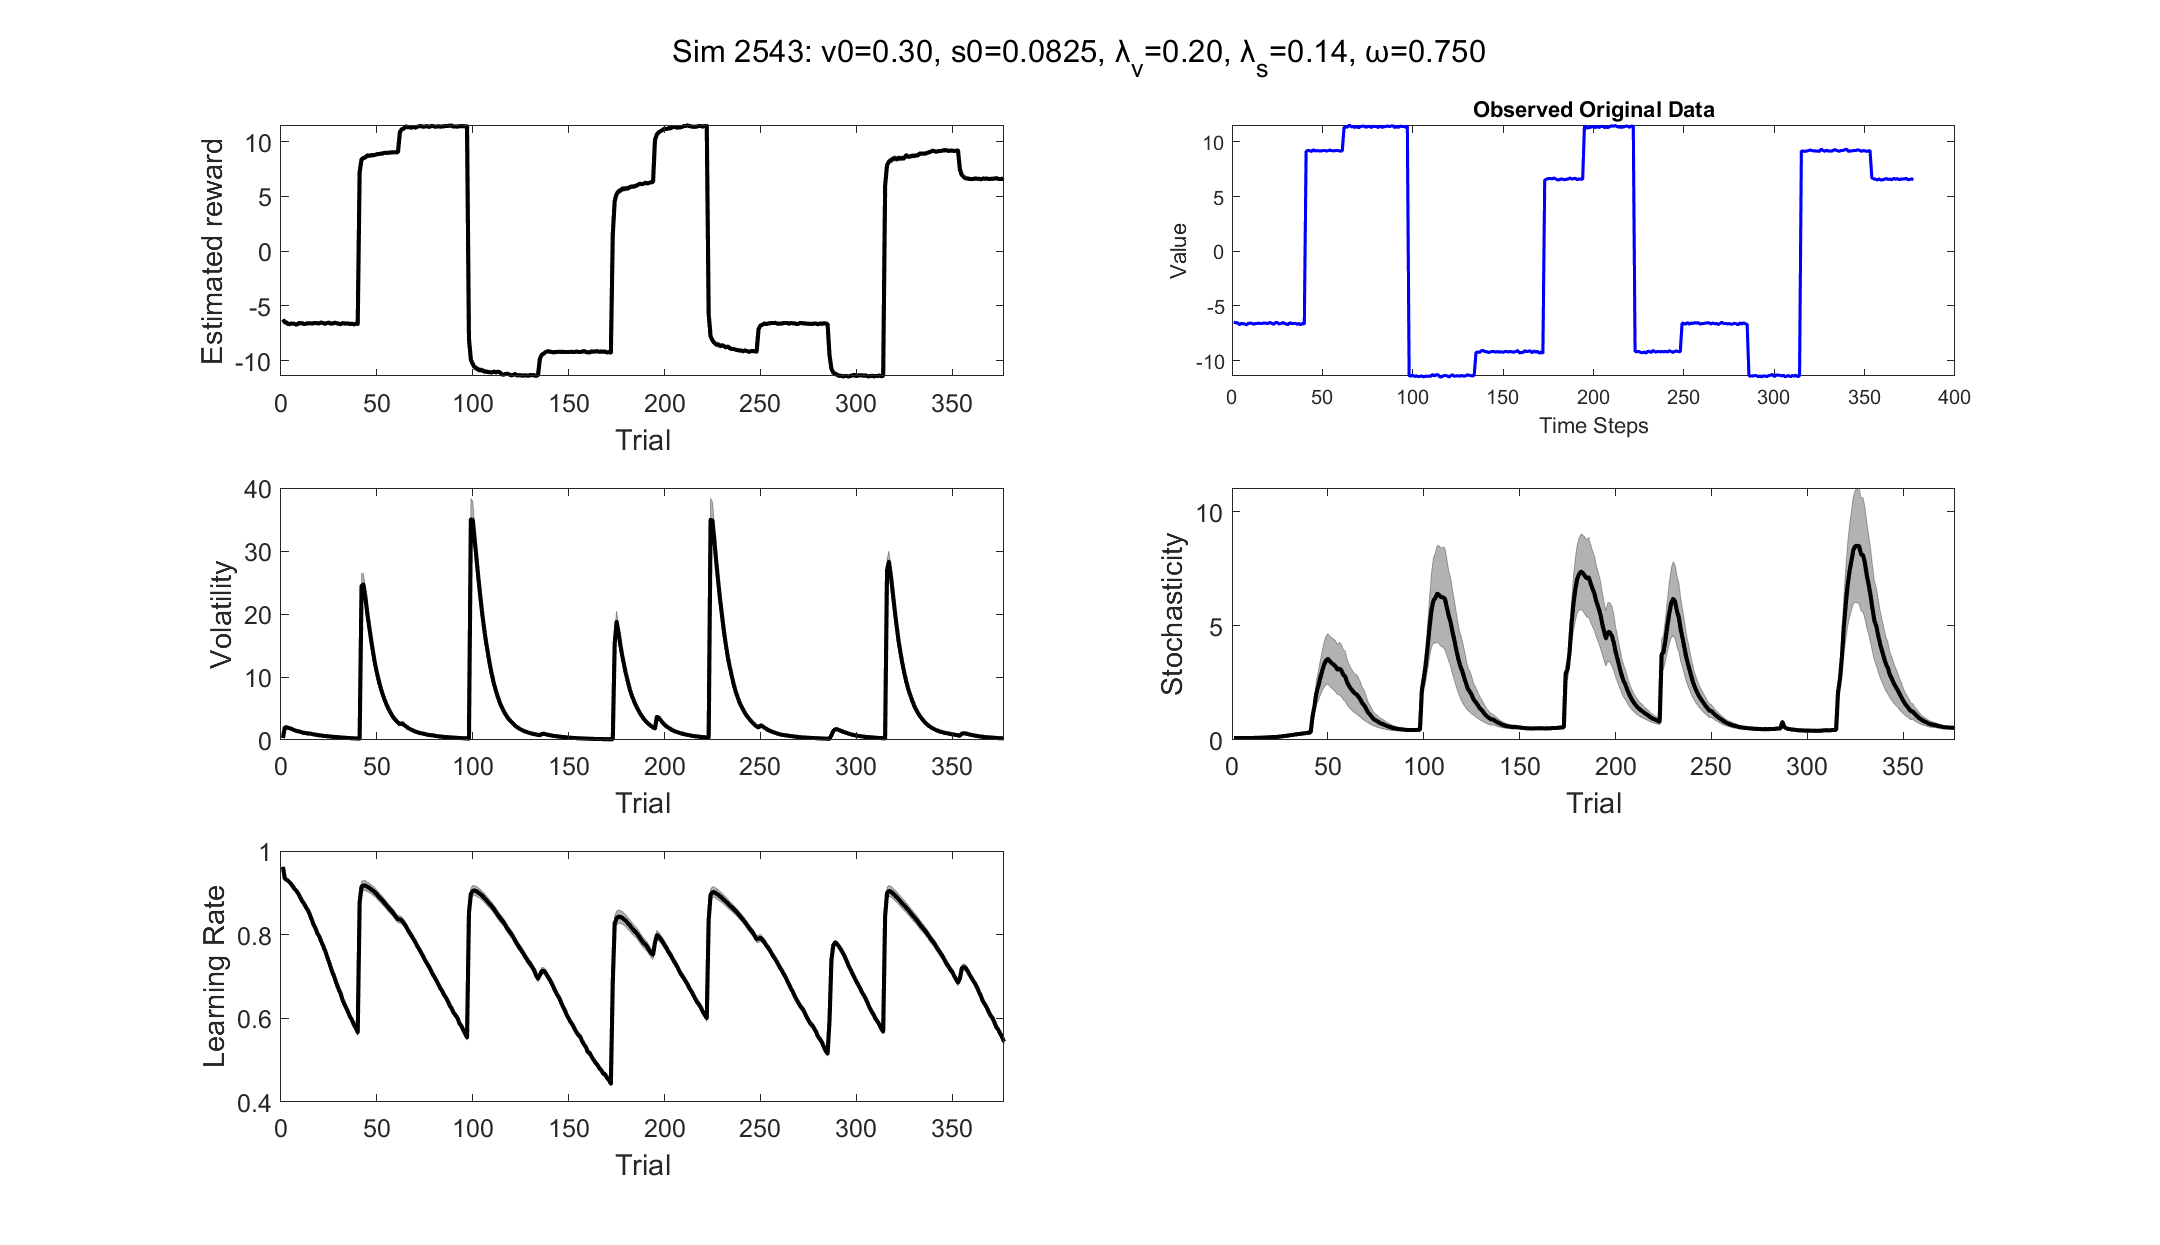 Sim 2543: v0=0.30, s0=0.0825, λ_v=0.20, λ_s=0.14, ω=0.750
Estimated reward
10
5
0
-5
-10
0 50 100 150 200 250 300 350
Trial
Observed Original Data
Value
10
5
0
-5
-10
0 50 100 150 200 250 300 350 400
Time Steps
Volatility
40
30
20
10
0
0 50 100 150 200 250 300 350
Trial
Stochasticity
10
5
0
0 50 100 150 200 250 300 350
Trial
Learning Rate
1
0.8
0.6
0.4
0 50 100 150 200 250 300 350
Trial